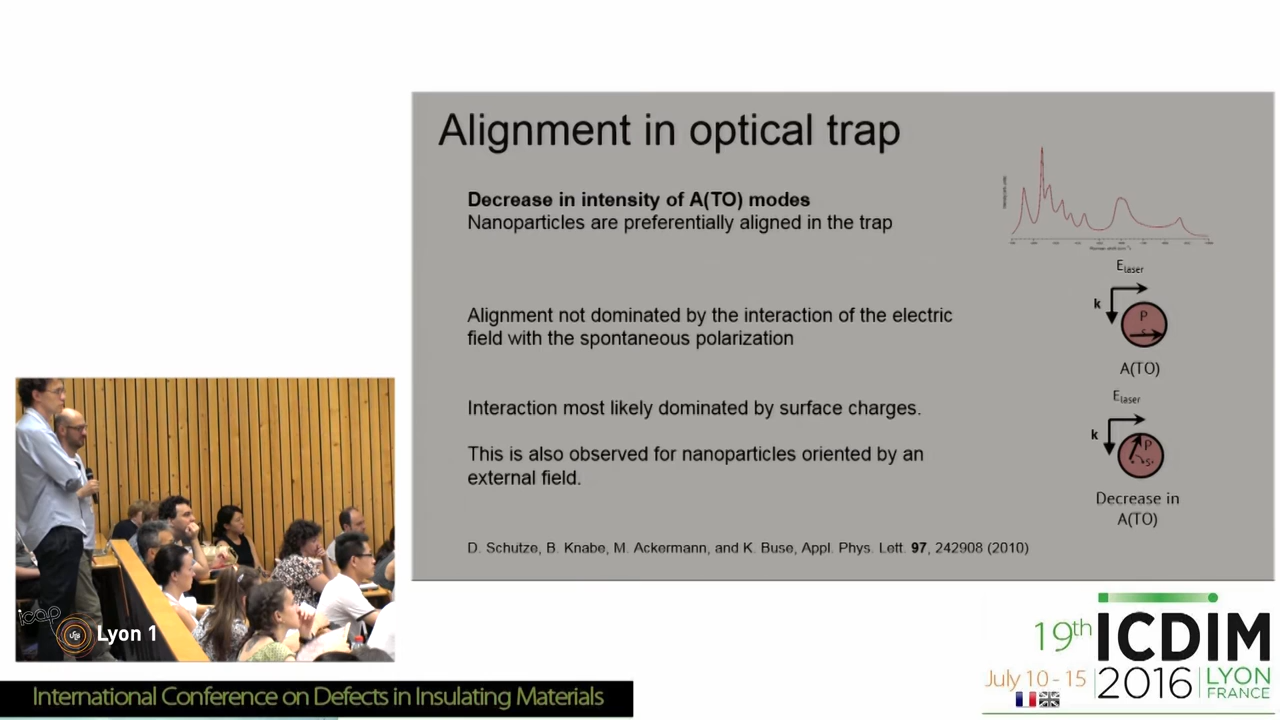 Alignment in optical trap
Decrease in intensity of A(TO) modes
Nanoparticles are preferentially aligned in the trap
Alignment not dominated by the interaction of the electric
field with the spontaneous polarization
Interaction most likely dominated by surface charges.
This is also observed for nanoparticles oriented by an
external field.
D. Schutze, B. Knabe, M. Ackermann, and K. Buse, Appl. Phys. Lett. 97, 242908 (2010)
E laser
k
P
s
A(TO)
E laser
k
P
s
Decrease in
A(TO)
icap
Lyon 1
19th ICDIM
July 10 - 15 2016 LYON
FRANCE
International Conference on Defects in Insulating Materials